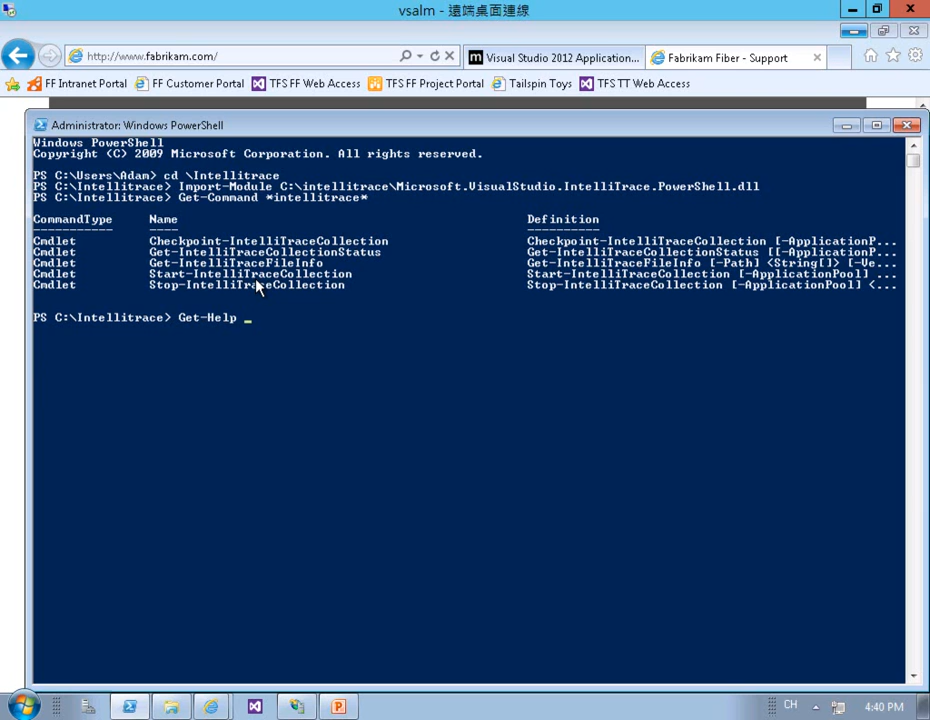 vsalm - 遠端桌面連線
http://www.fabrikam.com/
Visual Studio 2012 Application...
Fabrikam Fiber - Support
FF Intranet Portal
FF Customer Portal
TFS FF Web Access
TFS FF Project Portal
Tailspin Toys
TFS TT Web Access
Administrator: Windows PowerShell
Windows PowerShell
Copyright (C) 2009 Microsoft Corporation. All rights reserved.
PS C:\Users\Adam> cd \Intellitrace
PS C:\Intellitrace> Import-Module C:\intellitrace\Microsoft.VisualStudio.IntelliTrace.PowerShell.dll
PS C:\Intellitrace> Get-Command *intellitrace*
CommandType Name Definition
----------- ---- ----------
Cmdlet Checkpoint-IntelliTraceCollection Checkpoint-IntelliTraceCollection [-ApplicationP...
Cmdlet Get-IntelliTraceCollectionStatus Get-IntelliTraceCollectionStatus [[-ApplicationP...
Cmdlet Get-IntelliTraceFileInfo Get-IntelliTraceFileInfo [-Path] <String[]> [-Ve...
Cmdlet Start-IntelliTraceCollection Start-IntelliTraceCollection [-ApplicationPool] ...
Cmdlet Stop-IntelliTraceCollection Stop-IntelliTraceCollection [-ApplicationPool] <...
PS C:\Intellitrace> Get-Help _
CH
4:40 PM